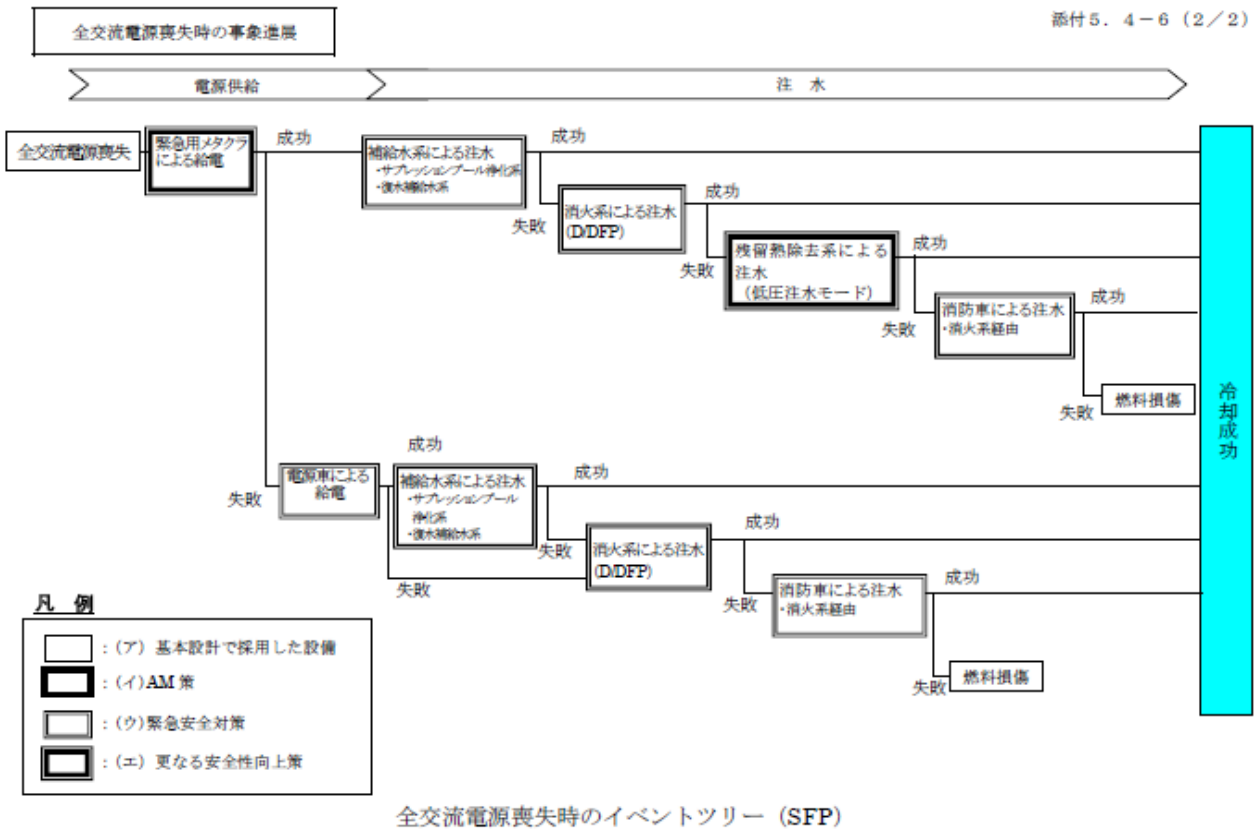 添付5．4－6（2／2）
全交流電源喪失時の事象進展
電源供給
注 水
全交流電源喪失
緊急用メタクラ
による給電
成功
補給水系による注水
・サプレッションプール浄化系
・復水補給水系
成功
失敗
消火系による注水
(D/DFP)
成功
失敗
残留熱除去系による
注水
（低圧注水モード）
成功
失敗
消防車による注水
・消火系経由
成功
失敗
燃料損傷
冷却成功
失敗
電源車による
給電
成功
補給水系による注水
・サプレッションプール
浄化系
・復水補給水系
成功
失敗
失敗
消火系による注水
(D/DFP)
成功
失敗
消防車による注水
・消火系経由
成功
失敗
燃料損傷
凡 例
：（ア）基本設計で採用した設備
：（イ）AM 策
：（ウ）緊急安全対策
：（エ）更なる安全性向上策
全交流電源喪失時のイベントツリー（SFP）